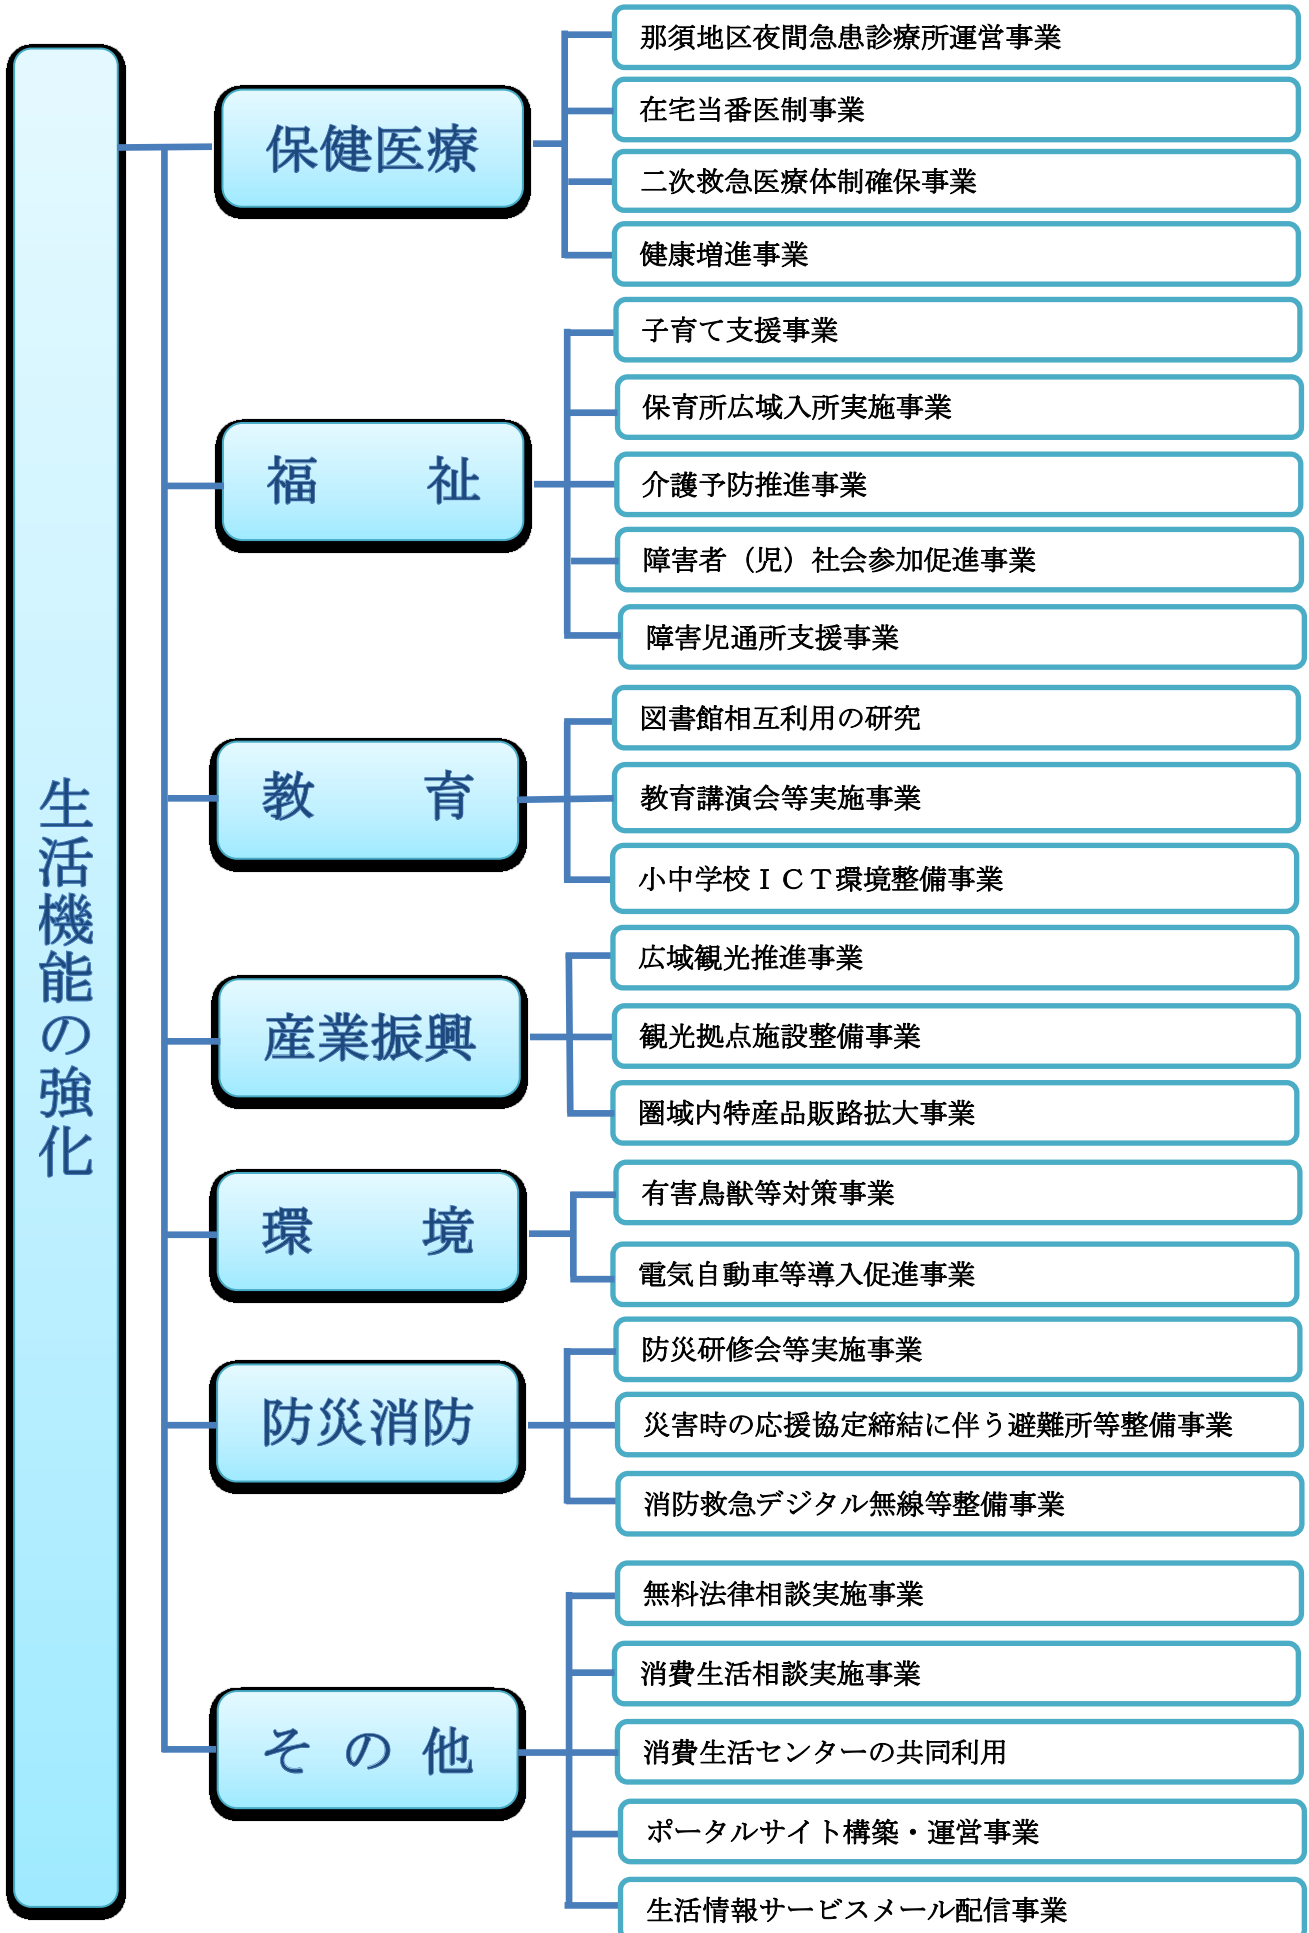 生活機能の強化
保健医療
那須地区夜間急患診療所運営事業
在宅当番医制事業
二次救急医療体制確保事業
健康増進事業
福　　祉
子育て支援事業
保育所広域入所実施事業
介護予防推進事業
障害者（児）社会参加促進事業
障害児通所支援事業
教　　育
図書館相互利用の研究
教育講演会等実施事業
小中学校ＩＣＴ環境整備事業
産業振興
広域観光推進事業
観光拠点施設整備事業
圏域内特産品販路拡大事業
環　　境
有害鳥獣等対策事業
電気自動車等導入促進事業
防災消防
防災研修会等実施事業
災害時の応援協定締結に伴う避難所等整備事業
消防救急デジタル無線等整備事業
そ の 他
無料法律相談実施事業
消費生活相談実施事業
消費生活センターの共同利用
ポータルサイト構築・運営事業
生活情報サービスメール配信事業